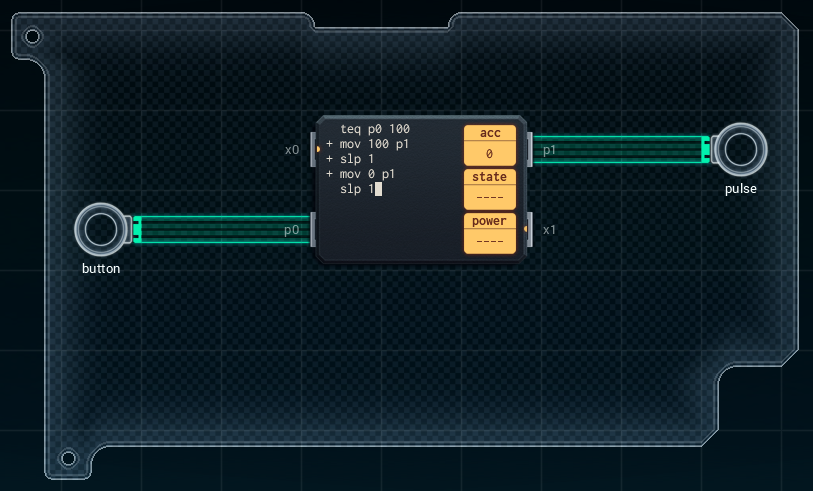 teq p0 100
+ mov 100 p1
+ slp 1
+ mov 0 p1
slp 1
acc
0
state
----
power
----
x0
p0
p1
x1
button
pulse